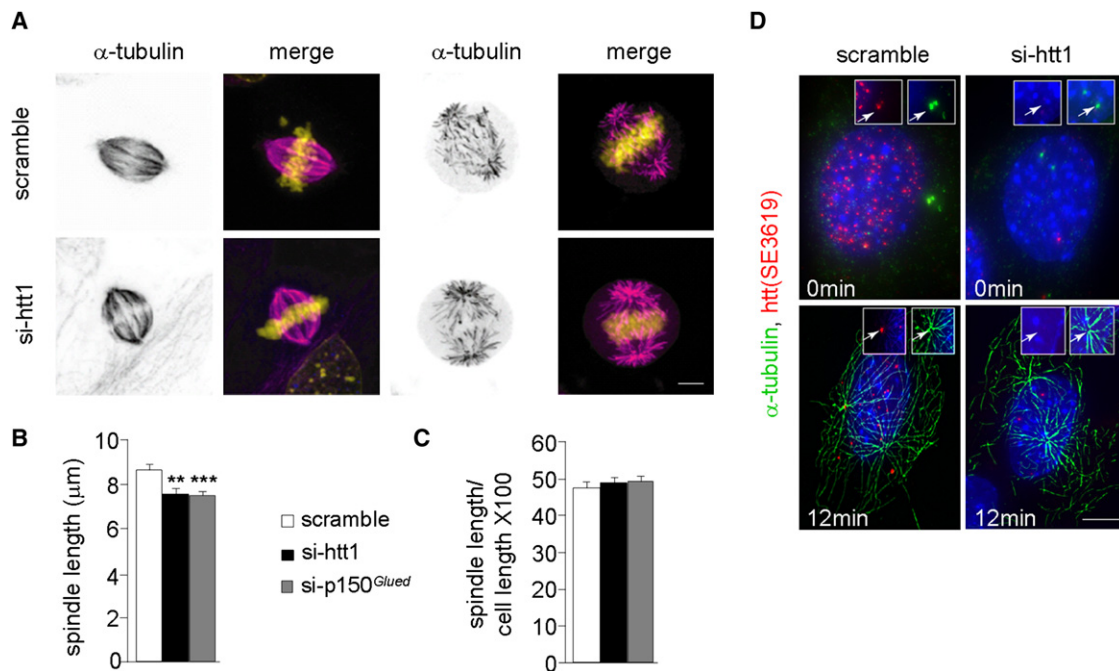 A
α-tubulin merge α-tubulin merge
scramble
si-htt1
B
spindle length (μm)
10
8
6
4
2
0
** ***
scramble
si-htt1
si-p150Glued
C
spindle length/
cell length X100
60
50
40
30
20
10
0
D
scramble si-htt1
α-tubulin, htt(SE3619)
0min 0min
12min 12min